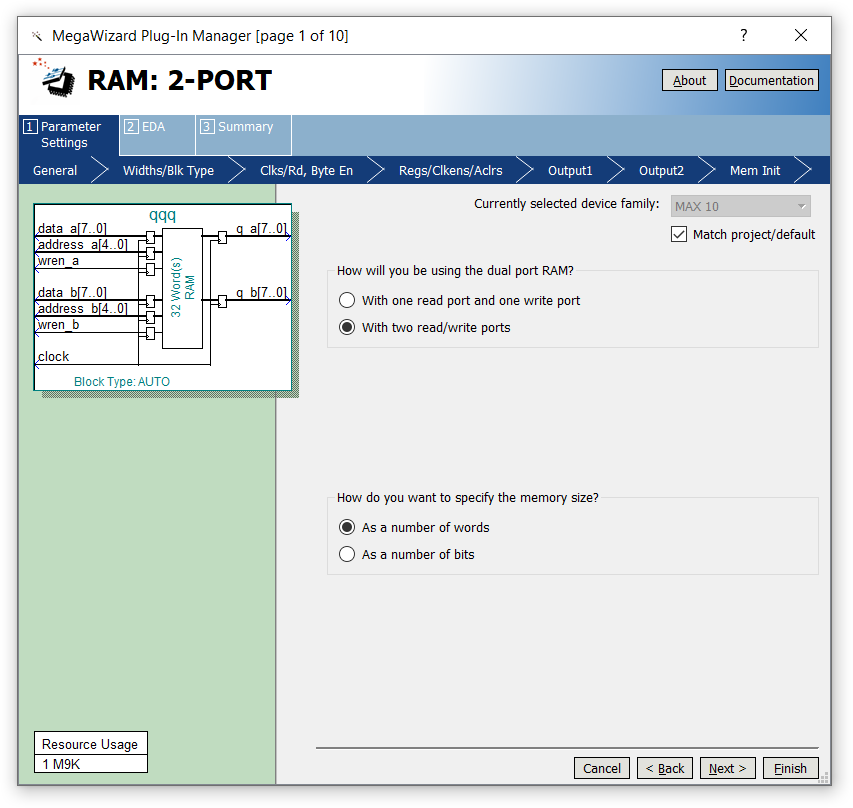 MegaWizard Plug-In Manager [page 1 of 10]
?
RAM: 2-PORT
About
Documentation
1 Parameter Settings
2 EDA
3 Summary
General
Widths/Blk Type
Clks/Rd, Byte En
Regs/Clkens/Aclrs
Output1
Output2
Mem Init
qqq
data_a[7..0]
address_a[4..0]
wren_a
data_b[7..0]
address_b[4..0]
wren_b
clock
32 Word(s)
RAM
q_a[7..0]
q_b[7..0]
Block Type: AUTO
Currently selected device family:
MAX 10
Match project/default
How will you be using the dual port RAM?
With one read port and one write port
With two read/write ports
How do you want to specify the memory size?
As a number of words
As a number of bits
Resource Usage
1 M9K
Cancel
< Back
Next >
Finish